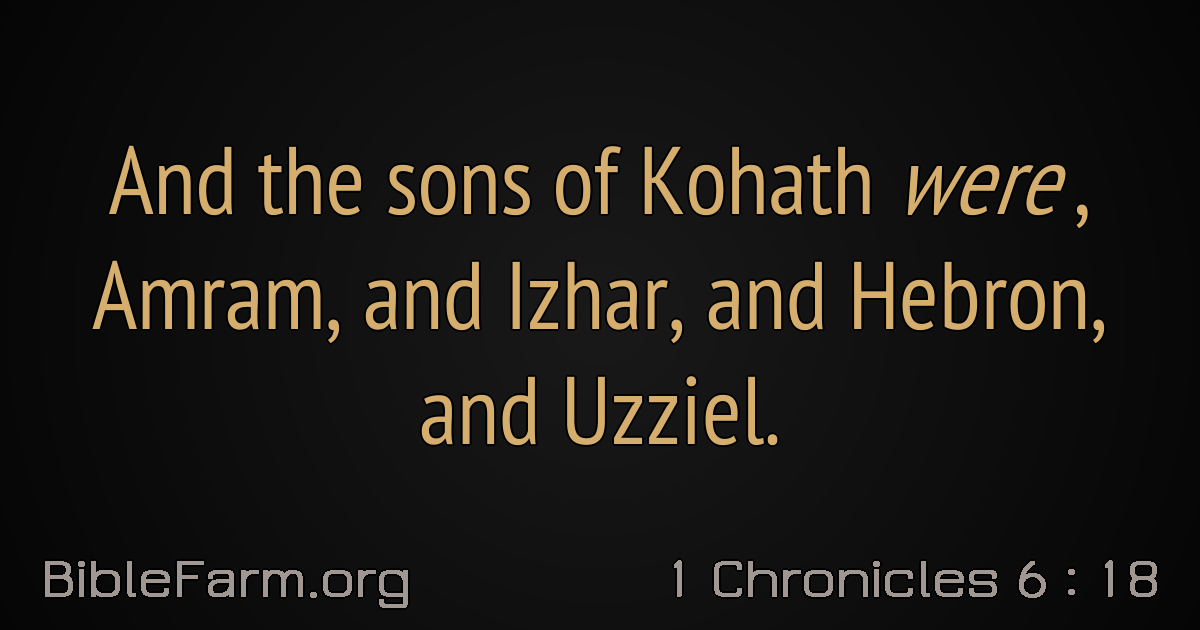 And the sons of Kohath were ,
Amram, and Izhar, and Hebron,
and Uzziel.
BibleFarm.org
1 Chronicles 6 : 18